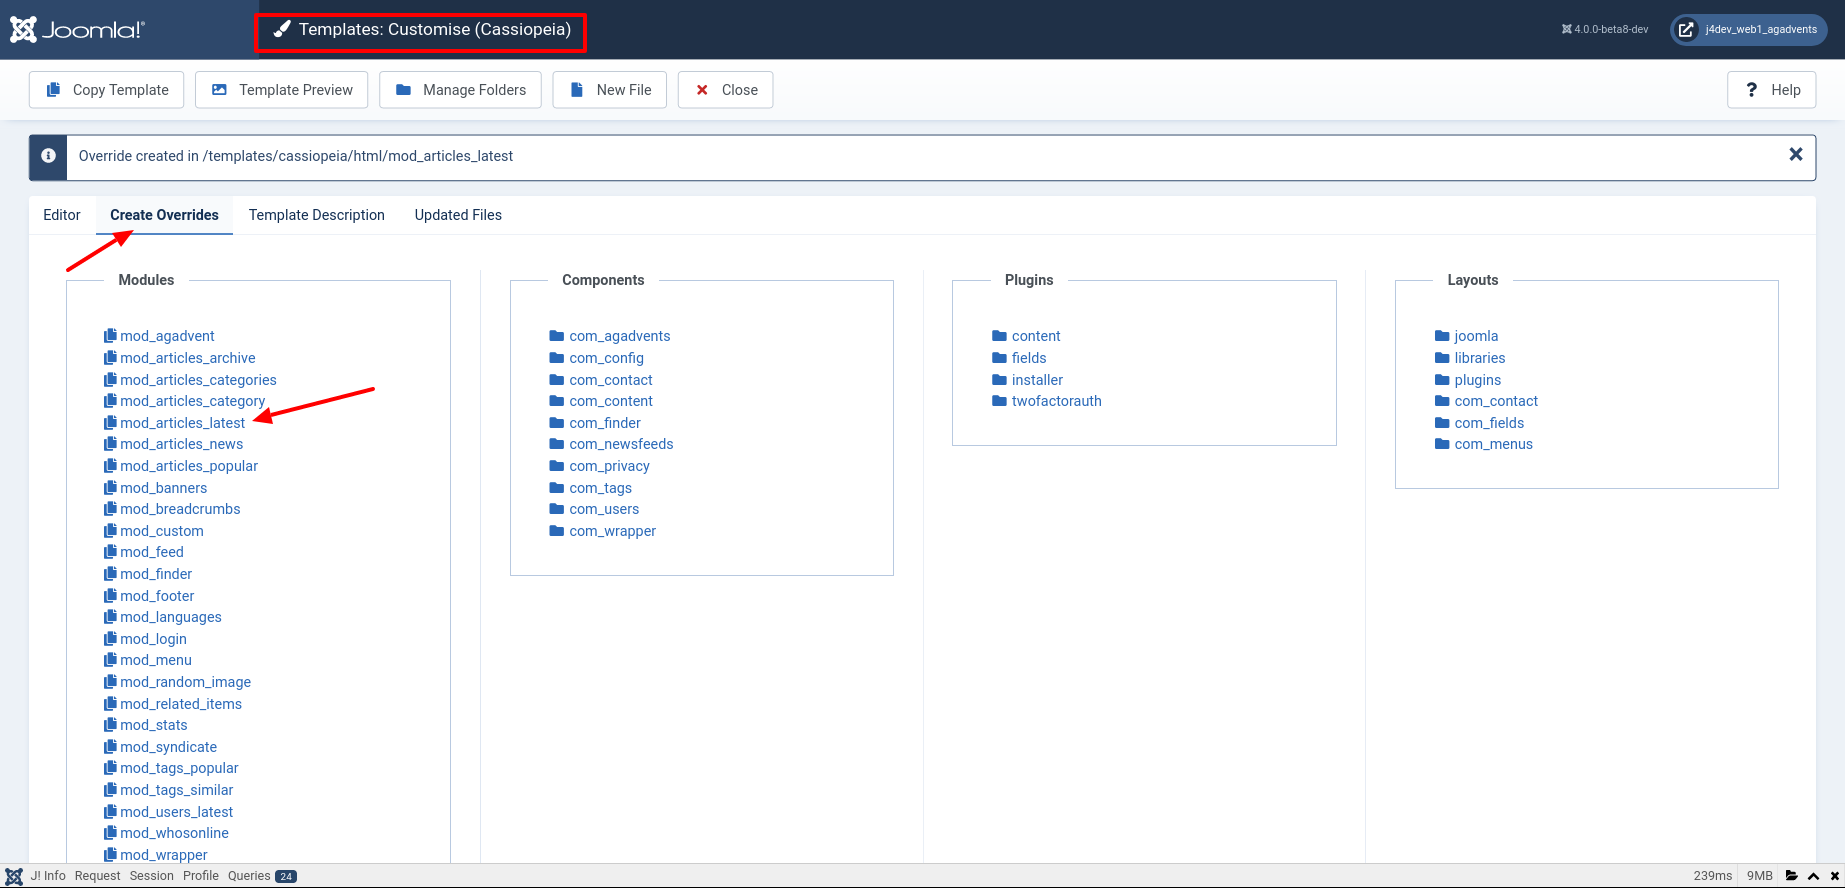 Joomla!®
Templates: Customise (Cassiopeia)
4.0.0-beta8-dev
j4dev_web1_agadvents
Copy Template
Template Preview
Manage Folders
New File
Close
? Help
Override created in /templates/cassiopeia/html/mod_articles_latest
Editor
Create Overrides
Template Description
Updated Files
Modules
mod_agadvent
mod_articles_archive
mod_articles_categories
mod_articles_category
mod_articles_latest
mod_articles_news
mod_articles_popular
mod_banners
mod_breadcrumbs
mod_custom
mod_feed
mod_finder
mod_footer
mod_languages
mod_login
mod_menu
mod_random_image
mod_related_items
mod_stats
mod_syndicate
mod_tags_popular
mod_tags_similar
mod_users_latest
mod_whosonline
mod_wrapper
Components
com_agadvents
com_config
com_contact
com_content
com_finder
com_newsfeeds
com_privacy
com_tags
com_users
com_wrapper
Plugins
content
fields
installer
twofactorauth
Layouts
joomla
libraries
plugins
com_contact
com_fields
com_menus
J! Info Request Session Profile Queries 24
239ms 9MB